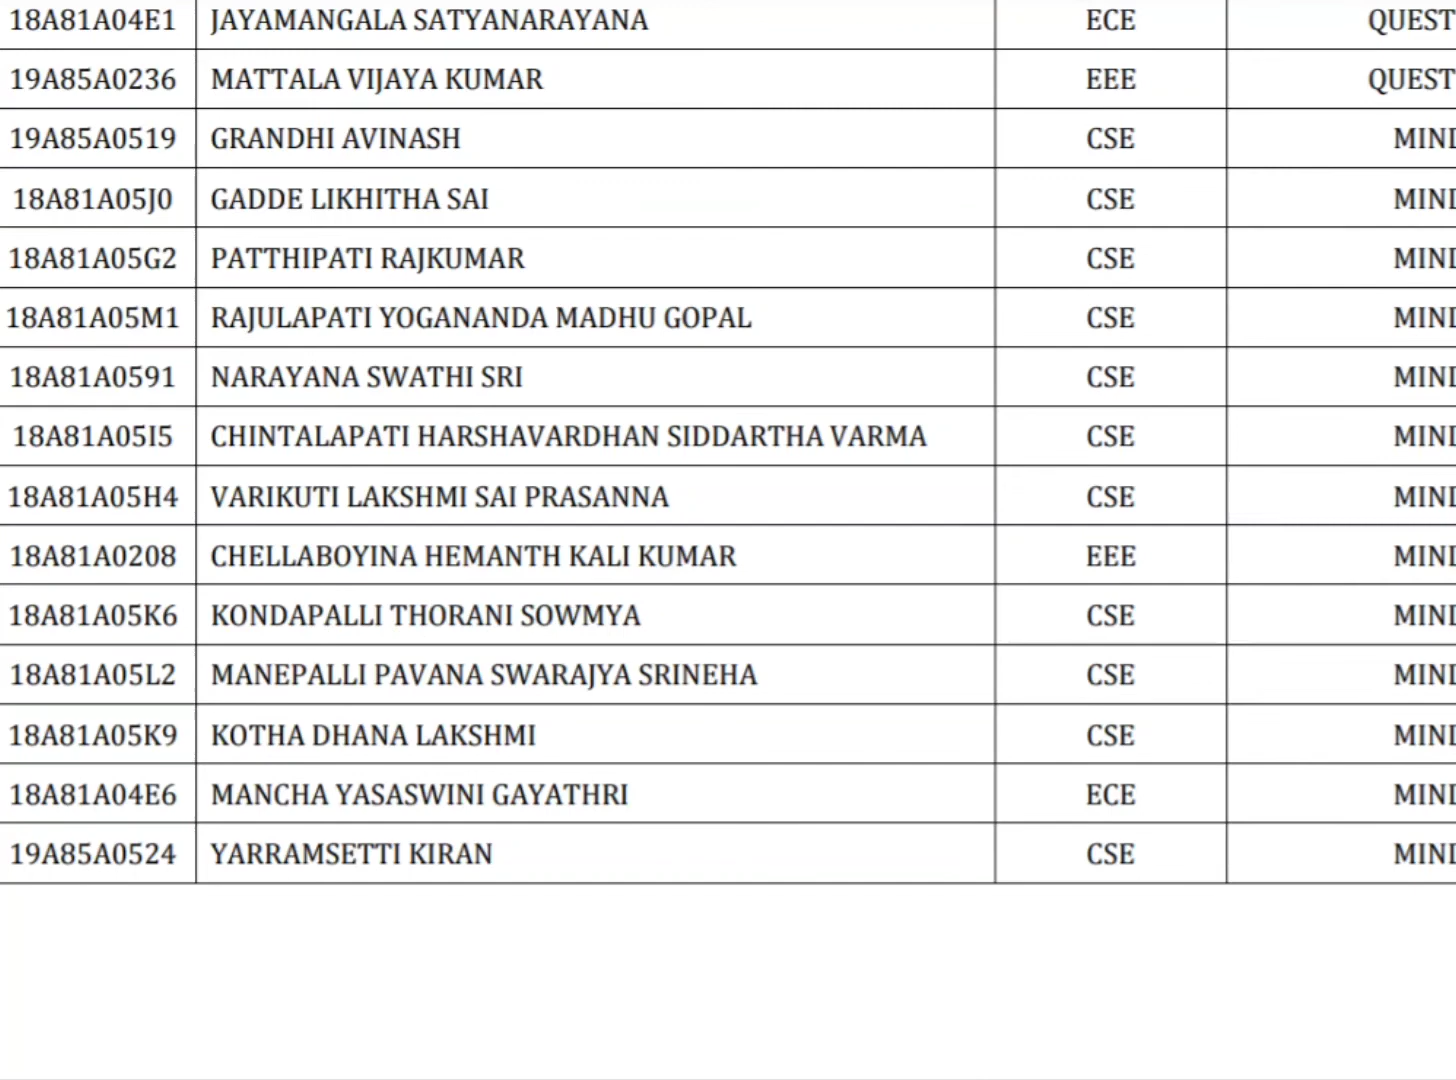 18A81A04E1 JAYAMANGALA SATYANARAYANA ECE QUEST
19A85A0236 MATTALA VIJAYA KUMAR EEE QUEST
19A85A0519 GRANDHI AVINASH CSE MIND
18A81A05J0 GADDE LIKHITHA SAI CSE MIND
18A81A05G2 PATTHIPATI RAJKUMAR CSE MIND
18A81A05M1 RAJULAPATI YOGANANDA MADHU GOPAL CSE MIND
18A81A0591 NARAYANA SWATHI SRI CSE MIND
18A81A05I5 CHINTALAPATI HARSHAVARDHAN SIDDARTHA VARMA CSE MIND
18A81A05H4 VARIKUTI LAKSHMI SAI PRASANNA CSE MIND
18A81A0208 CHELLABOYINA HEMANTH KALI KUMAR EEE MIND
18A81A05K6 KONDAPALLI THORANI SOWMYA CSE MIND
18A81A05L2 MANEPALLI PAVANA SWARAJYA SRINEHA CSE MIND
18A81A05K9 KOTHA DHANA LAKSHMI CSE MIND
18A81A04E6 MANCHA YASASWINI GAYATHRI ECE MIND
19A85A0524 YARRAMSETTI KIRAN CSE MIND